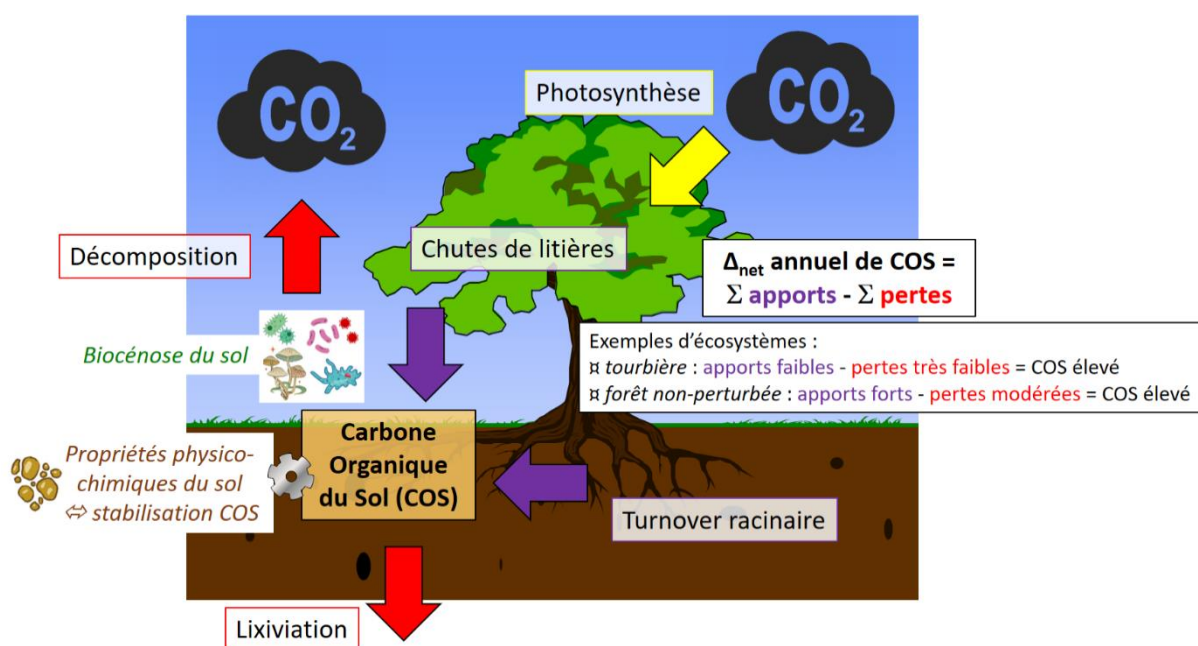 CO₂
CO₂
Photosynthèse
Décomposition
Chutes de litières
Δnet annuel de COS =
Σ apports - Σ pertes
Biocénose du sol
Exemples d’écosystèmes :
¤ tourbière : apports faibles - pertes très faibles = COS élevé
¤ forêt non-perturbée : apports forts - pertes modérées = COS élevé
Carbone
Organique
du Sol (COS)
Propriétés physico-
chimiques du sol
⇔ stabilisation COS
Turnover racinaire
Lixiviation